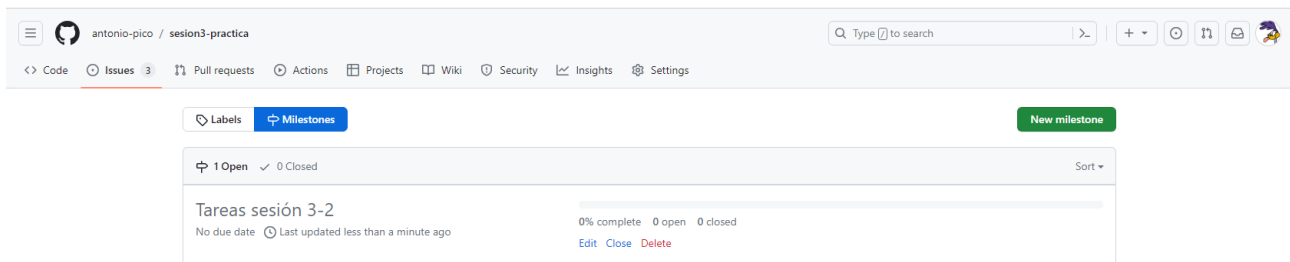 antonio-pico / sesion3-practica
Type / to search
Code Issues 3 Pull requests Actions Projects Wiki Security Insights Settings
Labels Milestones New milestone
1 Open 0 Closed Sort
Tareas sesión 3-2
0% complete 0 open 0 closed
No due date Last updated less than a minute ago
Edit Close Delete